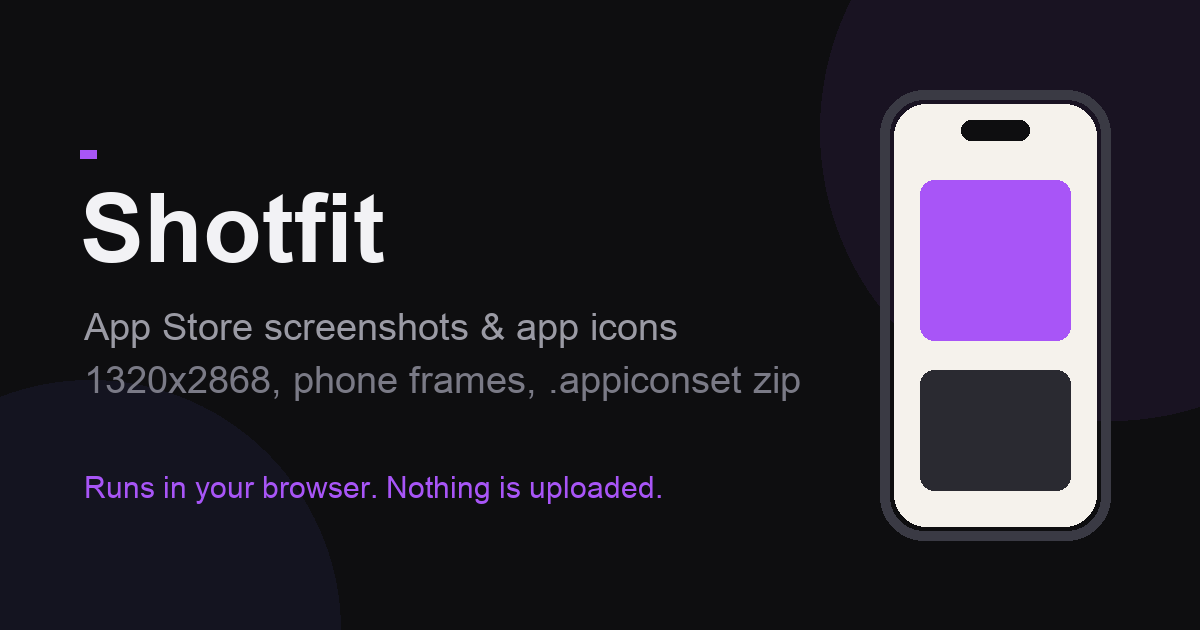 Shotfit
App Store screenshots & app icons
1320x2868, phone frames, .appiconset zip
Runs in your browser. Nothing is uploaded.